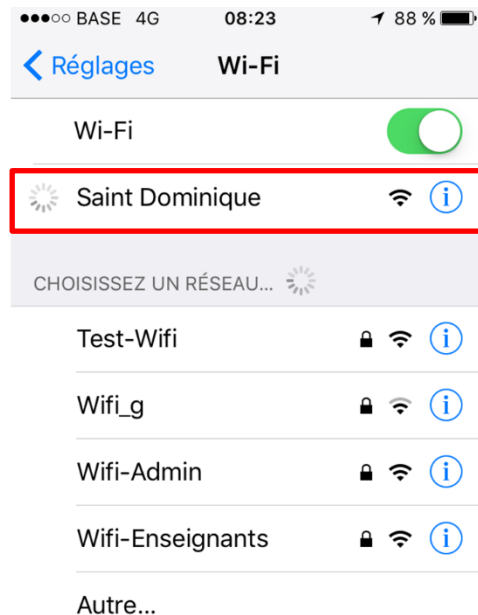 BASE 4G 08:23 88 %
Réglages Wi-Fi
Wi-Fi
Saint Dominique
CHOISISSEZ UN RÉSEAU...
Test-Wifi
Wifi_g
Wifi-Admin
Wifi-Enseignants
Autre...